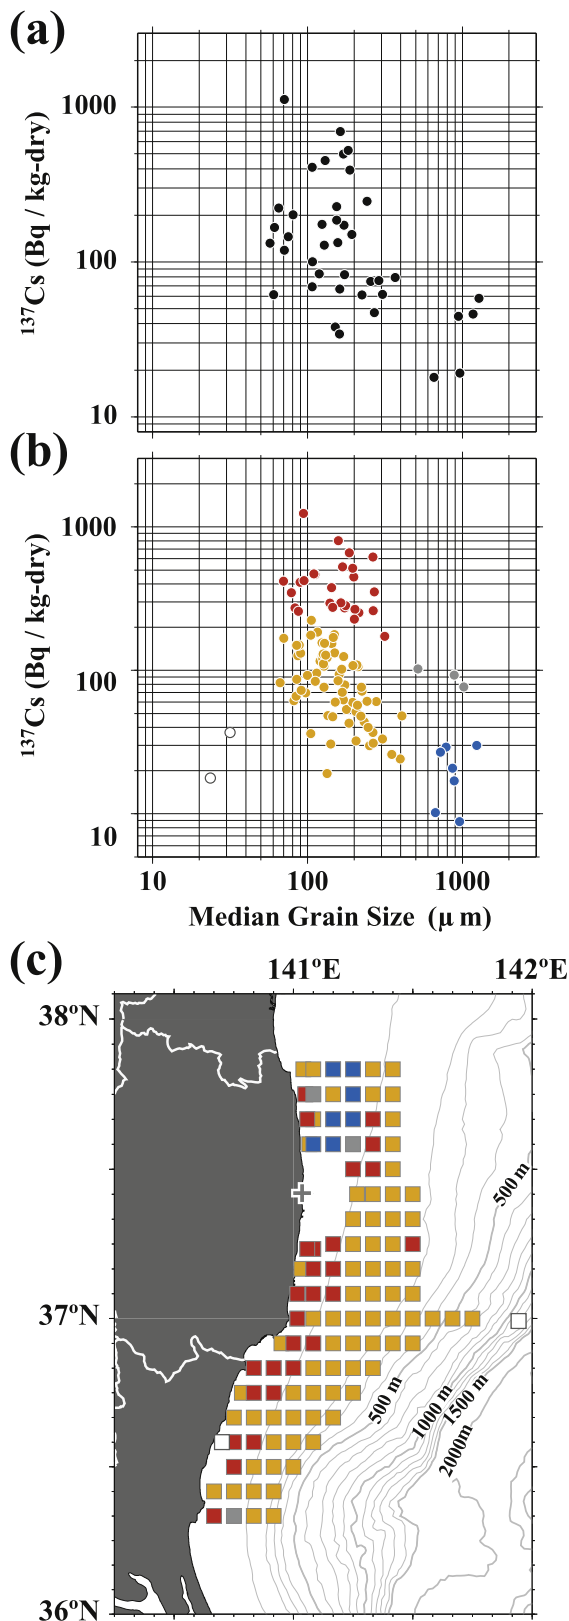 (a)
1000
100
10
¹³⁷Cs (Bq / kg-dry)
(b)
1000
100
10
¹³⁷Cs (Bq / kg-dry)
10 100 1000
Median Grain Size (µ m)
(c)
141°E 142°E
38°N
37°N
36°N
500 m
500 m
1000 m
1500 m
2000m